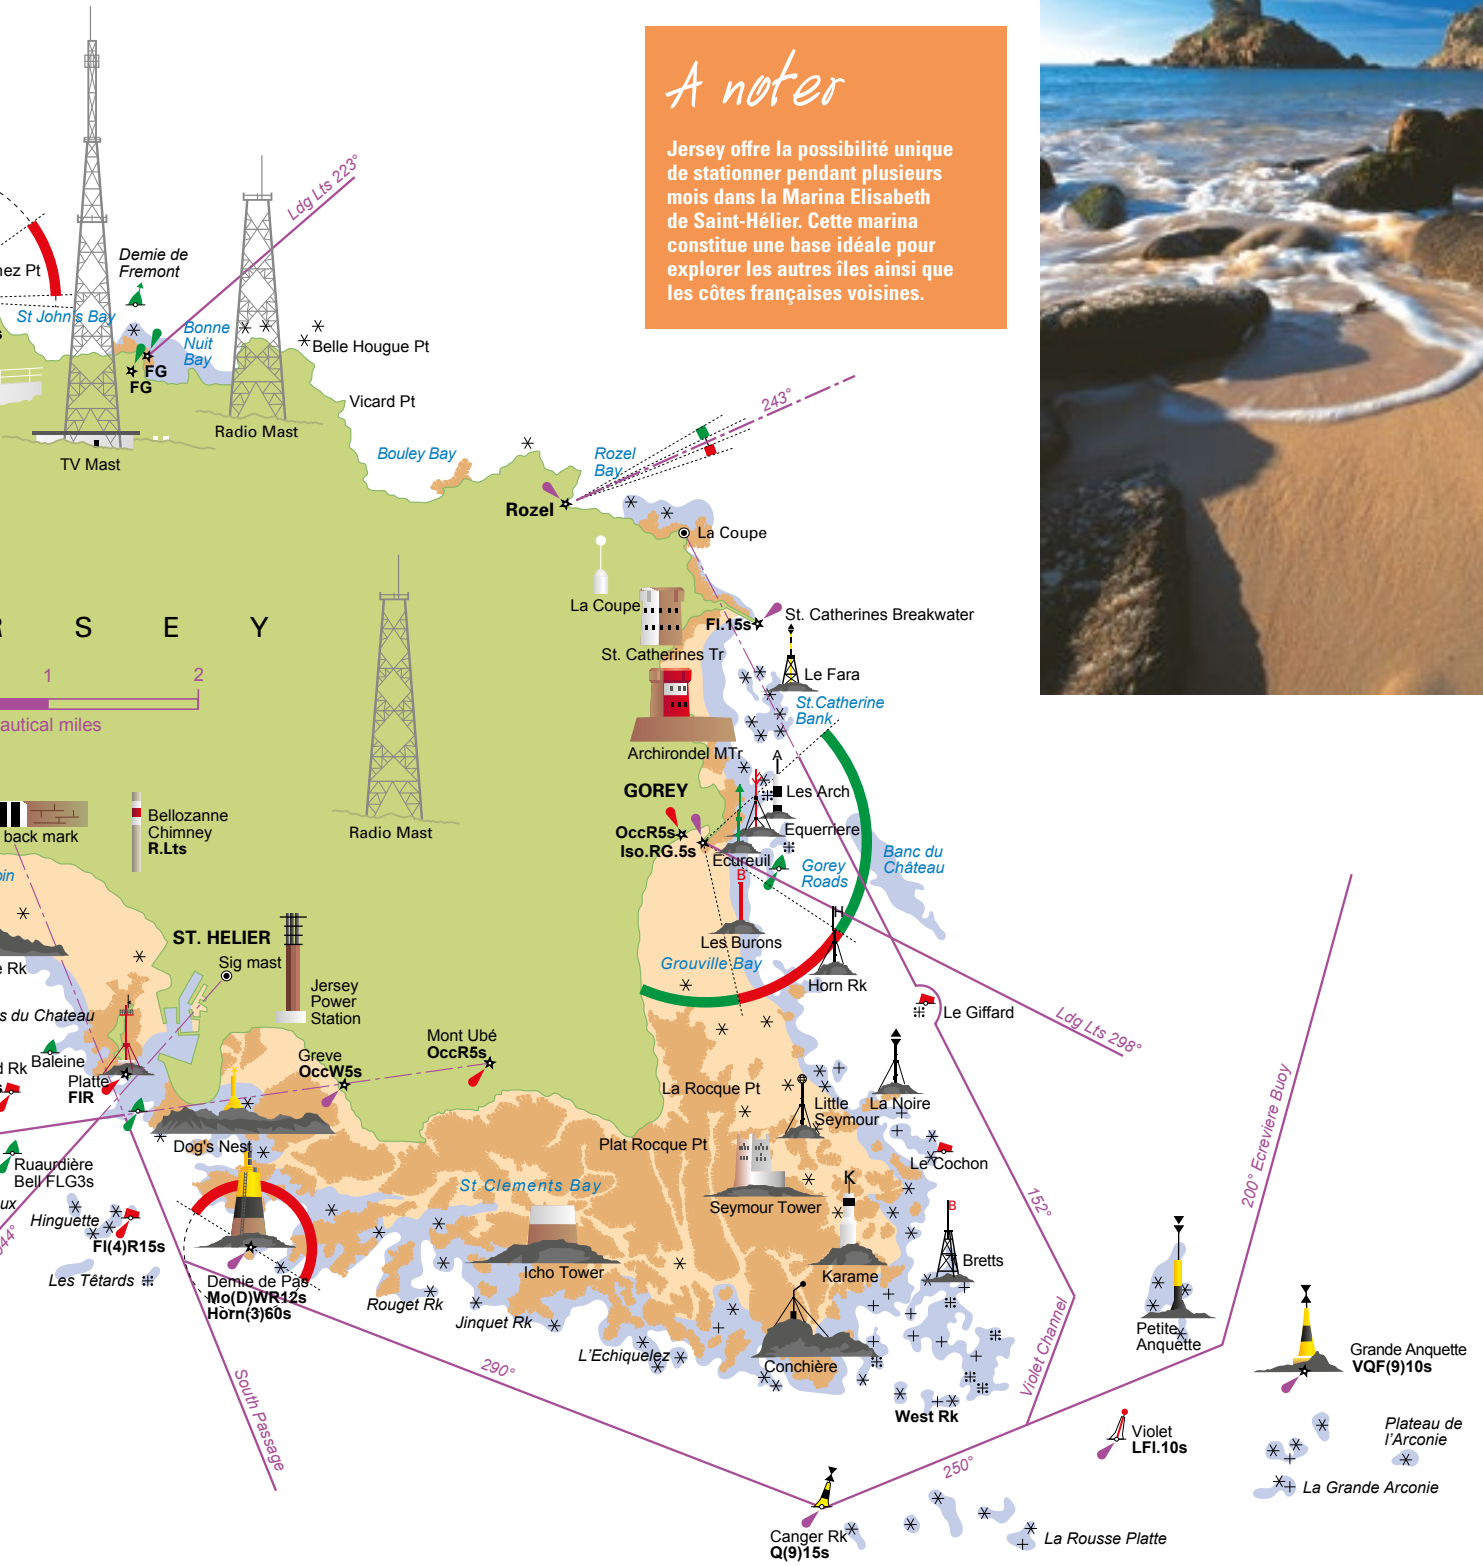 A noter
Jersey offre la possibilité unique
de stationner pendant plusieurs
mois dans la Marina Elisabeth
de Saint-Hélier. Cette marina
constitue une base idéale pour
explorer les autres îles ainsi que
les côtes françaises voisines.
Ldg Lts 223°
Demie de
Fremont
nez Pt
St John's Bay
Bonne
Nuit
Bay
FG
FG
Belle Hougue Pt
Vicard Pt
Radio Mast
TV Mast
243°
Bouley Bay
Rozel
Bay
Rozel
La Coupe
La Coupe
St. Catherines Breakwater
Fl.15s
St. Catherines Tr
Le Fara
R S E Y
1 2
autical miles
St.Catherine
Bank
Archirondel MTr
A
GOREY
Les Arch
back mark
Bellozanne
Chimney
R.Lts
Radio Mast
OccR5s
Iso.RG.5s
Equerriere
Ecureuil
B
Gorey
Roads
Banc du
Château
H
Les Burons
Grouville Bay
Horn Rk
ST. HELIER
Sig mast
e Rk
Jersey
Power
Station
Le Giffard
Ldg Lts 298°
s du Chateau
Baleine
d Rk
Platte
FlR
Greve
OccW5s
Mont Ubé
OccR5s
La Rocque Pt
Little
Seymour
La Noire
Dog's Nest
Plat Rocque Pt
Le Cochon
200° Ecreviere Buoy
Ruaurdière
Bell FLG3s
St Clements Bay
K
152°
Seymour Tower
B
ux
Hinguette
Fl(4)R15s
044°
Les Têtards
Demie de Pas
Mo(D)WR12s
Horn(3)60s
Icho Tower
Karame
Bretts
Rouget Rk
Jinquet Rk
L'Echiquelez
Conchière
Petite
Anquette
Grande Anquette
VQF(9)10s
South Passage
290°
Violet Channel
West Rk
Violet
LFl.10s
Plateau de
l'Arconie
250°
La Grande Arconie
Canger Rk
Q(9)15s
La Rousse Platte